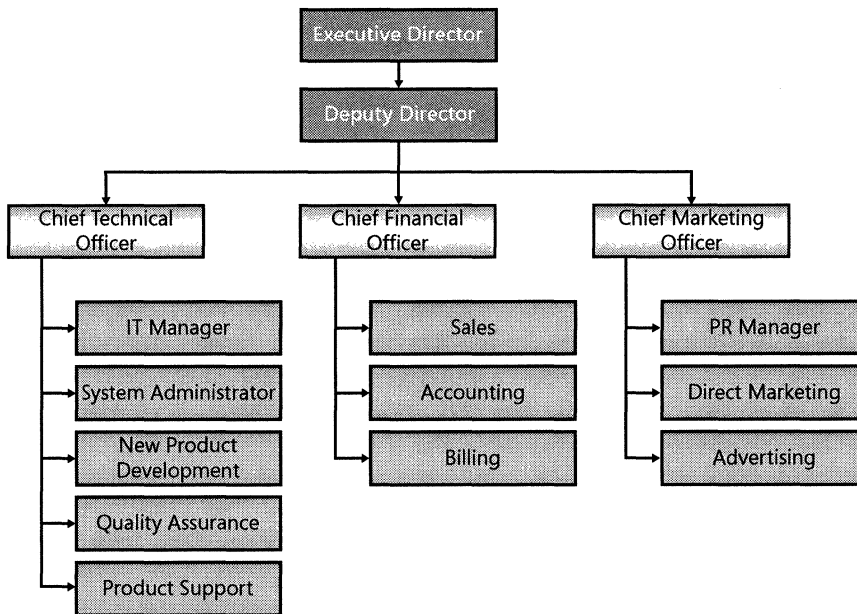 Executive Director
Deputy Director
Chief Technical
Officer
Chief Financial
Officer
Chief Marketing
Officer
IT Manager
System Administrator
New Product
Development
Quality Assurance
Product Support
Sales
Accounting
Billing
PR Manager
Direct Marketing
Advertising